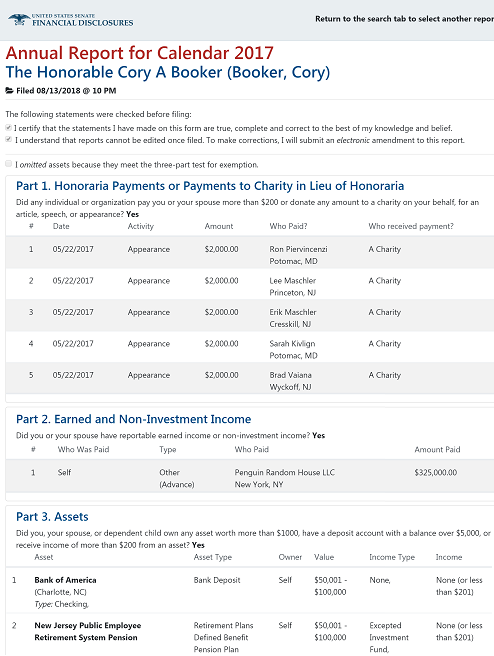 UNITED STATES SENATE
FINANCIAL DISCLOSURES
Return to the search tab to select another repor
Annual Report for Calendar 2017
The Honorable Cory A Booker (Booker, Cory)
Filed 08/13/2018 @ 10 PM
The following statements were checked before filing:
I certify that the statements I have made on this form are true, complete and correct to the best of my knowledge and belief.
I understand that reports cannot be edited once filed. To make corrections, I will submit an electronic amendment to this report.
I omitted assets because they meet the three-part test for exemption.
Part 1. Honoraria Payments or Payments to Charity in Lieu of Honoraria
Did any individual or organization pay you or your spouse more than $200 or donate any amount to a charity on your behalf, for an
article, speech, or appearance? Yes
# Date Activity Amount Who Paid? Who received payment?
1 05/22/2017 Appearance $2,000.00 Ron Piervincenzi A Charity
Potomac, MD
2 05/22/2017 Appearance $2,000.00 Lee Maschler A Charity
Princeton, NJ
3 05/22/2017 Appearance $2,000.00 Erik Maschler A Charity
Cresskill, NJ
4 05/22/2017 Appearance $2,000.00 Sarah Kivlign A Charity
Potomac, MD
5 05/22/2017 Appearance $2,000.00 Brad Vaiana A Charity
Wyckoff, NJ
Part 2. Earned and Non-Investment Income
Did you or your spouse have reportable earned income or non-investment income? Yes
# Who Was Paid Type Who Paid Amount Paid
1 Self Other Penguin Random House LLC $325,000.00
(Advance) New York, NY
Part 3. Assets
Did you, your spouse, or dependent child own any asset worth more than $1000, have a deposit account with a balance over $5,000, or
receive income of more than $200 from an asset? Yes
Asset Asset Type Owner Value Income Type Income
1 Bank of America Bank Deposit Self $50,001 - None, None (or less
(Charlotte, NC) $100,000 than $201)
Type: Checking,
2 New Jersey Public Employee Retirement Plans Self $50,001 - Excepted None (or less
Retirement System Pension Defined Benefit $100,000 Investment than $201)
Pension Plan Fund,